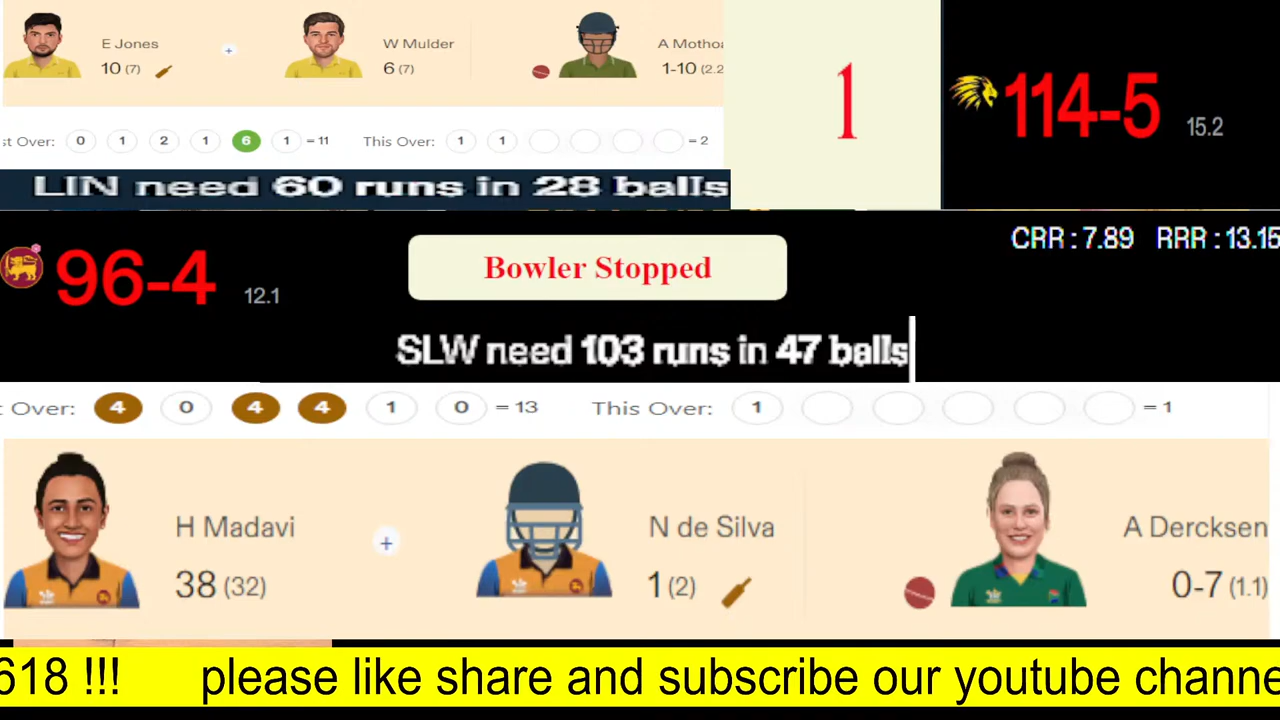 E Jones
10 (7)
+
W Mulder
6 (7)
A Motho
1-10 (2.2
1
114-5 15.2
st Over: 0 1 2 1 6 1 = 11 This Over: 1 1 = 2
LIN need 60 runs in 28 balls
96-4 12.1
Bowler Stopped
CRR : 7.89 RRR : 13.15
SLW need 103 runs in 47 balls
t Over: 4 0 4 4 1 0 = 13 This Over: 1 = 1
H Madavi
38 (32)
+
N de Silva
1 (2)
A Dercksen
0-7 (1.1)
618 !!! please like share and subscribe our youtube channe